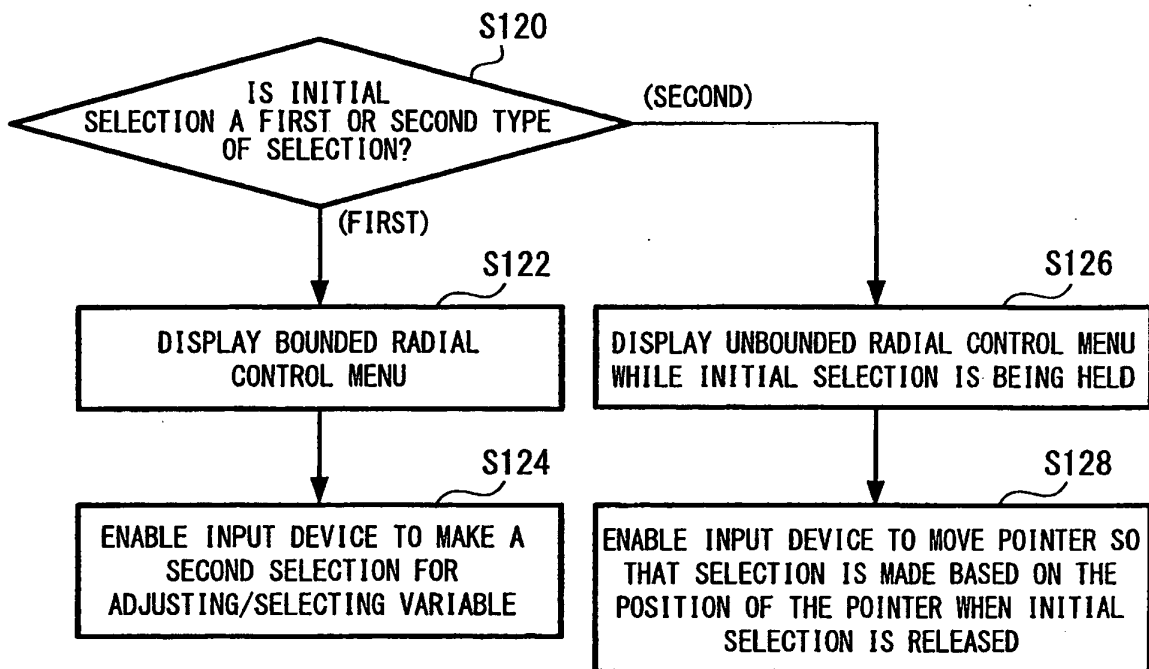 S120
IS INITIAL
SELECTION A FIRST OR SECOND TYPE
OF SELECTION?
(SECOND)
(FIRST)
S122
DISPLAY BOUNDED RADIAL
CONTROL MENU
S126
DISPLAY UNBOUNDED RADIAL CONTROL MENU
WHILE INITIAL SELECTION IS BEING HELD
S124
ENABLE INPUT DEVICE TO MAKE A
SECOND SELECTION FOR
ADJUSTING/SELECTING VARIABLE
S128
ENABLE INPUT DEVICE TO MOVE POINTER SO
THAT SELECTION IS MADE BASED ON THE
POSITION OF THE POINTER WHEN INITIAL
SELECTION IS RELEASED